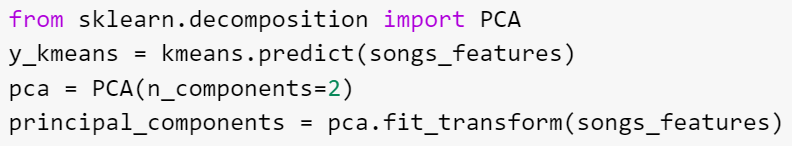 from sklearn.decomposition import PCA
y_kmeans = kmeans.predict(songs_features)
pca = PCA(n_components=2)
principal_components = pca.fit_transform(songs_features)